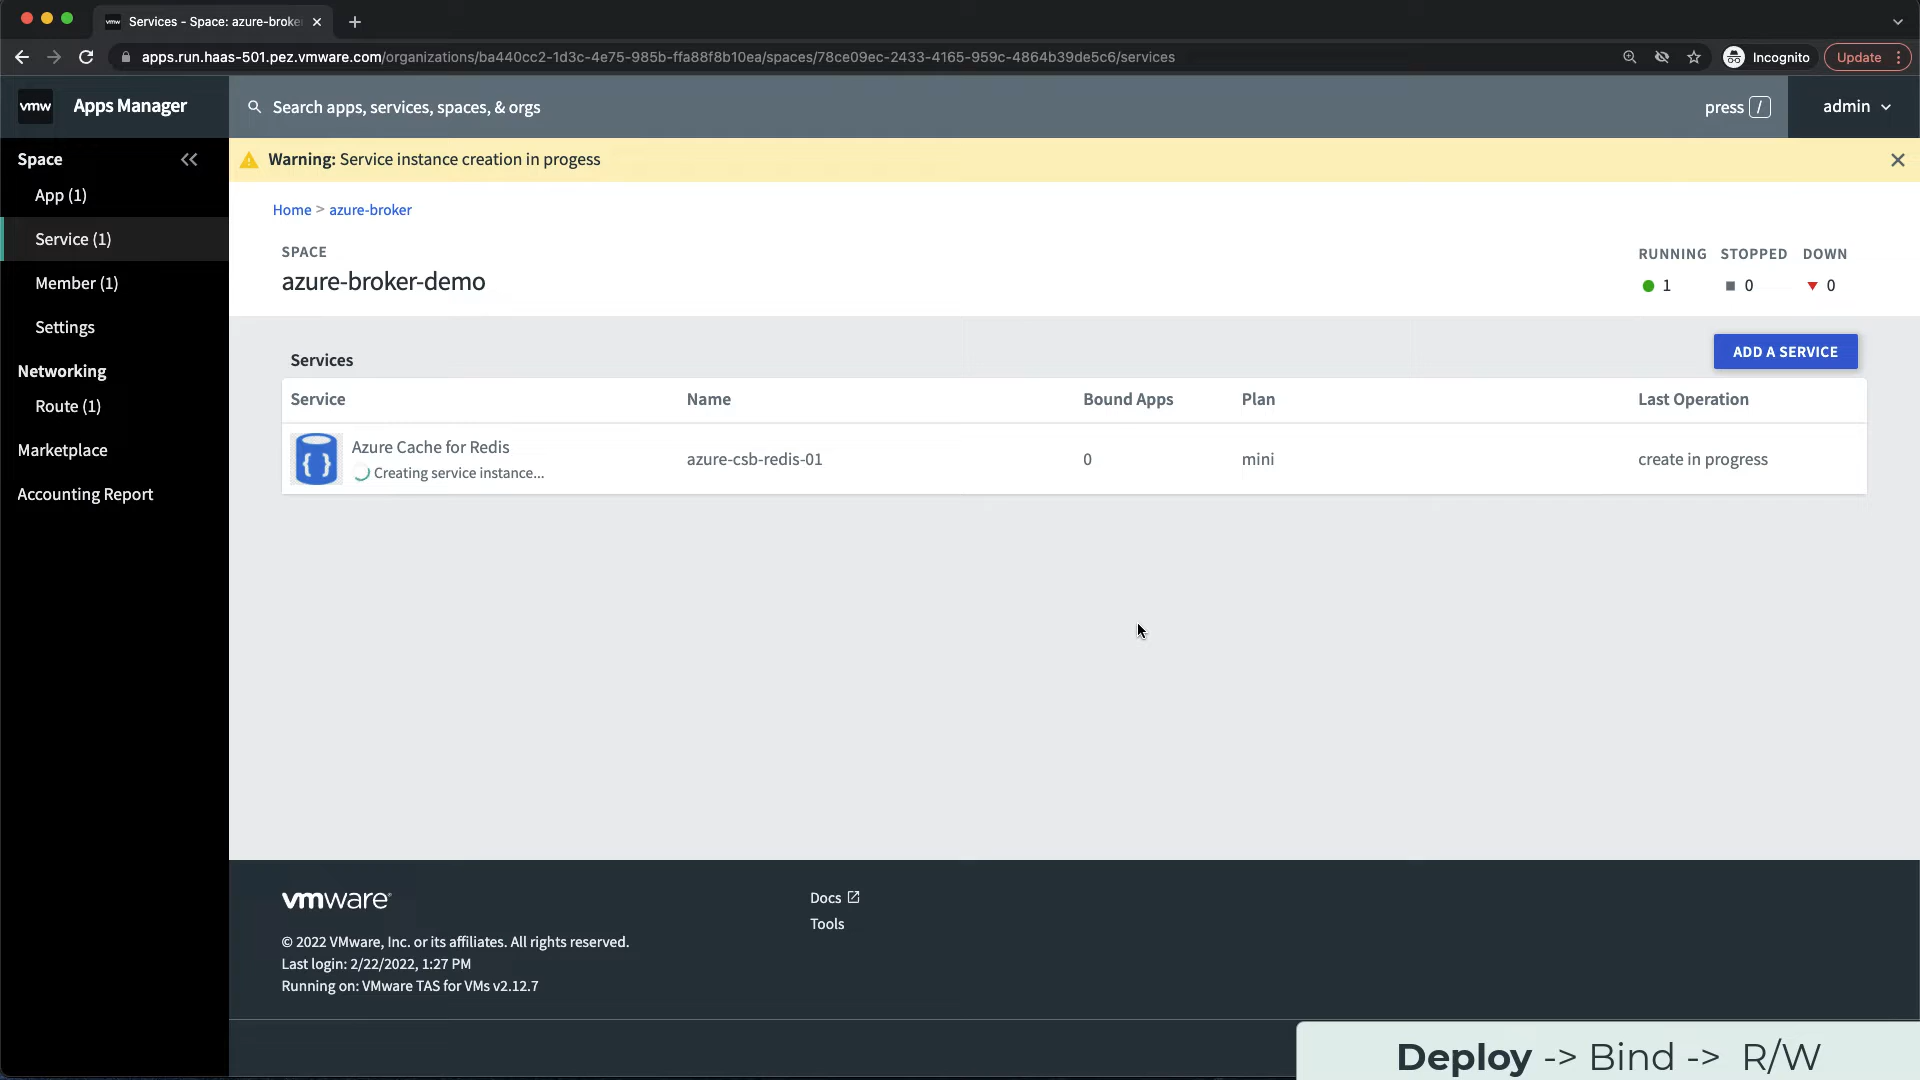 vmw Services - Space: azure-broke
apps.run.haas-501.pez.vmware.com/organizations/ba440cc2-1d3c-4e75-985b-ffa88f8b10ea/spaces/78ce09ec-2433-4165-959c-4864b39de5c6/services
Incognito
Update
vmw
Apps Manager
Search apps, services, spaces, & orgs
press /
admin
Space
App (1)
Service (1)
Member (1)
Settings
Networking
Route (1)
Marketplace
Accounting Report
Warning: Service instance creation in progess
Home > azure-broker
SPACE
azure-broker-demo
RUNNING STOPPED DOWN
1 0 0
Services
ADD A SERVICE
Service Name Bound Apps Plan Last Operation
Azure Cache for Redis
Creating service instance...
azure-csb-redis-01 0 mini create in progress
vmware
© 2022 VMware, Inc. or its affiliates. All rights reserved.
Last login: 2/22/2022, 1:27 PM
Running on: VMware TAS for VMs v2.12.7
Docs
Tools
Deploy -> Bind -> R/W